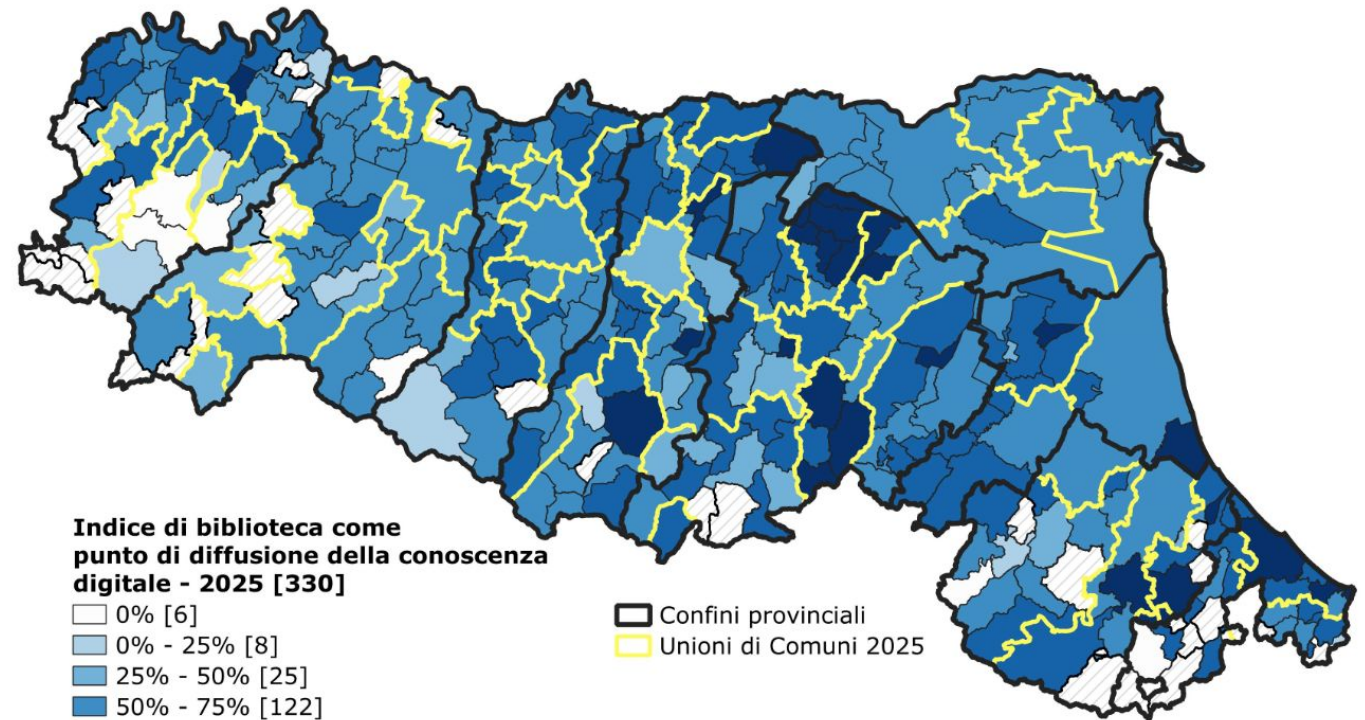 Indice di biblioteca come
punto di diffusione della conoscenza
digitale - 2025 [330]
0% [6]
0% - 25% [8]
25% - 50% [25]
50% - 75% [122]
Confini provinciali
Unioni di Comuni 2025